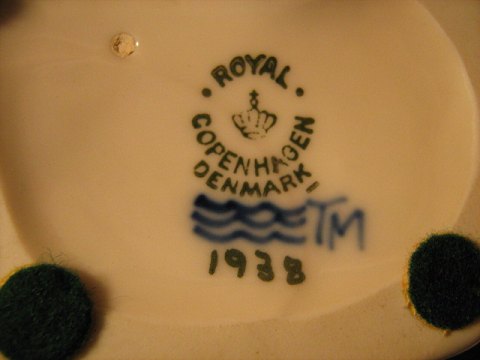 · ROYAL ·
COPENHAGEN
DENMARK
TM
1938